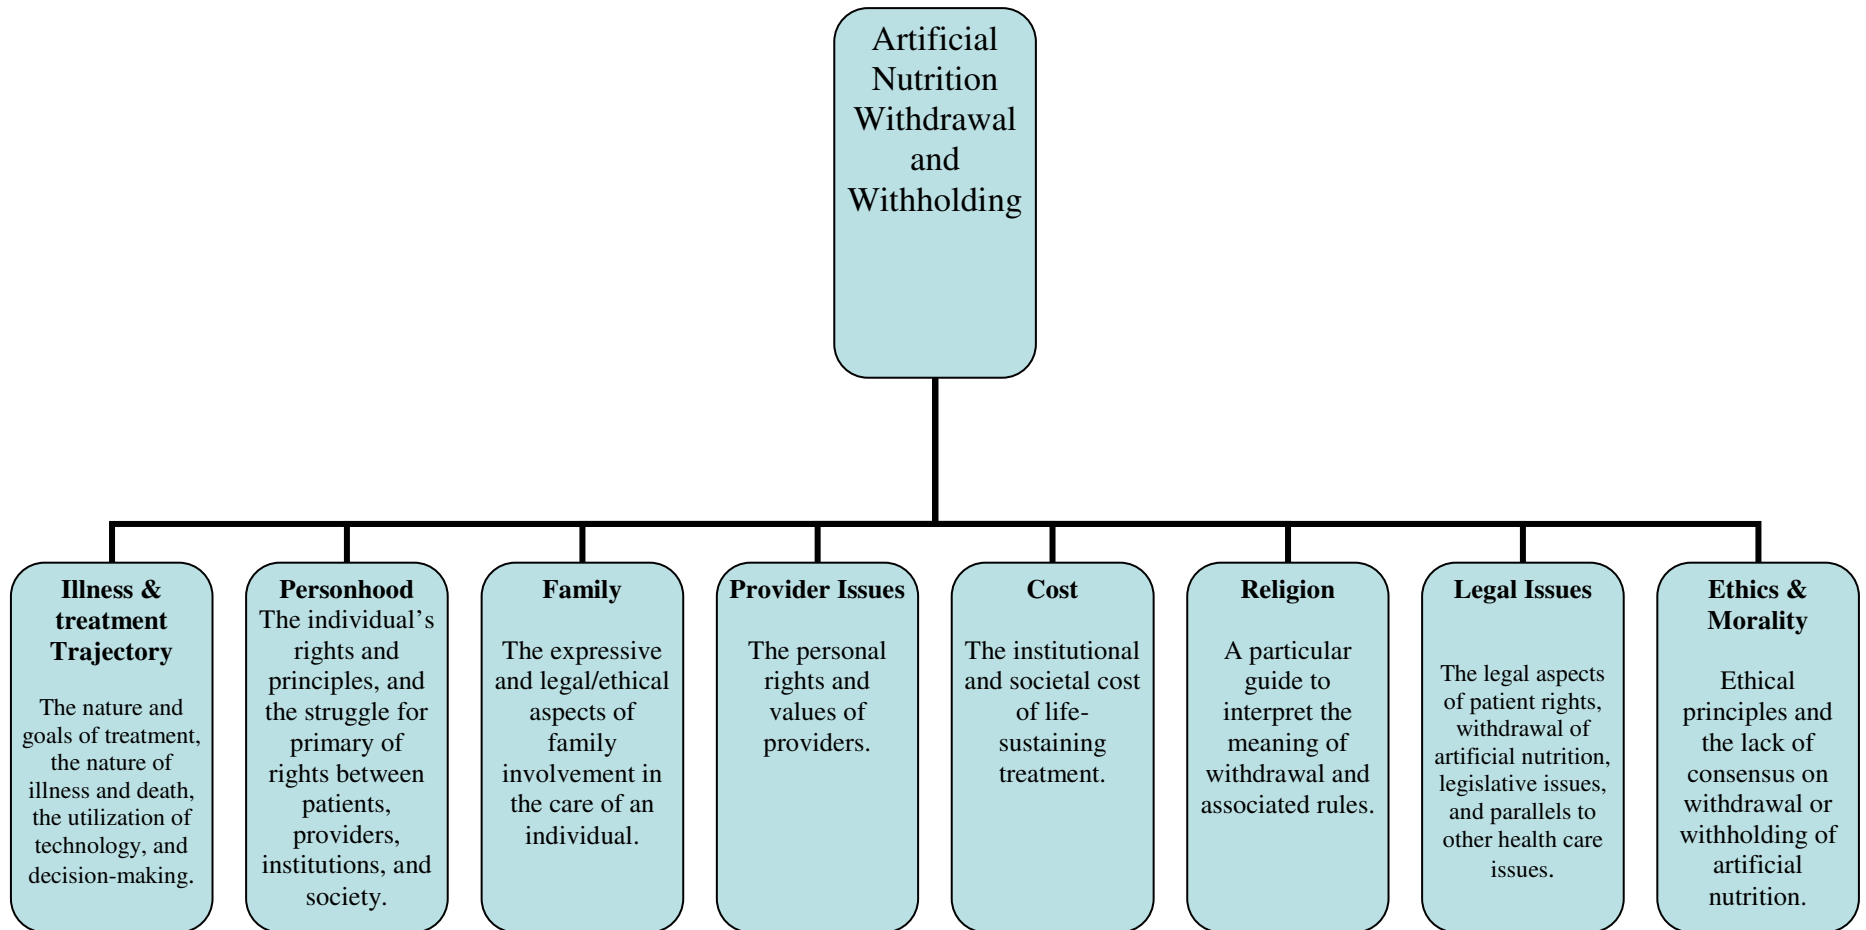 Artificial
Nutrition
Withdrawal
and
Withholding
Illness &
treatment
Trajectory
The nature and
goals of treatment,
the nature of
illness and death,
the utilization of
technology, and
decision-making.
Personhood
The individual’s
rights and
principles, and
the struggle for
primary of
rights between
patients,
providers,
institutions, and
society.
Family
The expressive
and legal/ethical
aspects of
family
involvement in
the care of an
individual.
Provider Issues
The personal
rights and
values of
providers.
Cost
The institutional
and societal cost
of life-
sustaining
treatment.
Religion
A particular
guide to
interpret the
meaning of
withdrawal and
associated rules.
Legal Issues
The legal aspects
of patient rights,
withdrawal of
artificial nutrition,
legislative issues,
and parallels to
other health care
issues.
Ethics &
Morality
Ethical
principles and
the lack of
consensus on
withdrawal or
withholding of
artificial
nutrition.